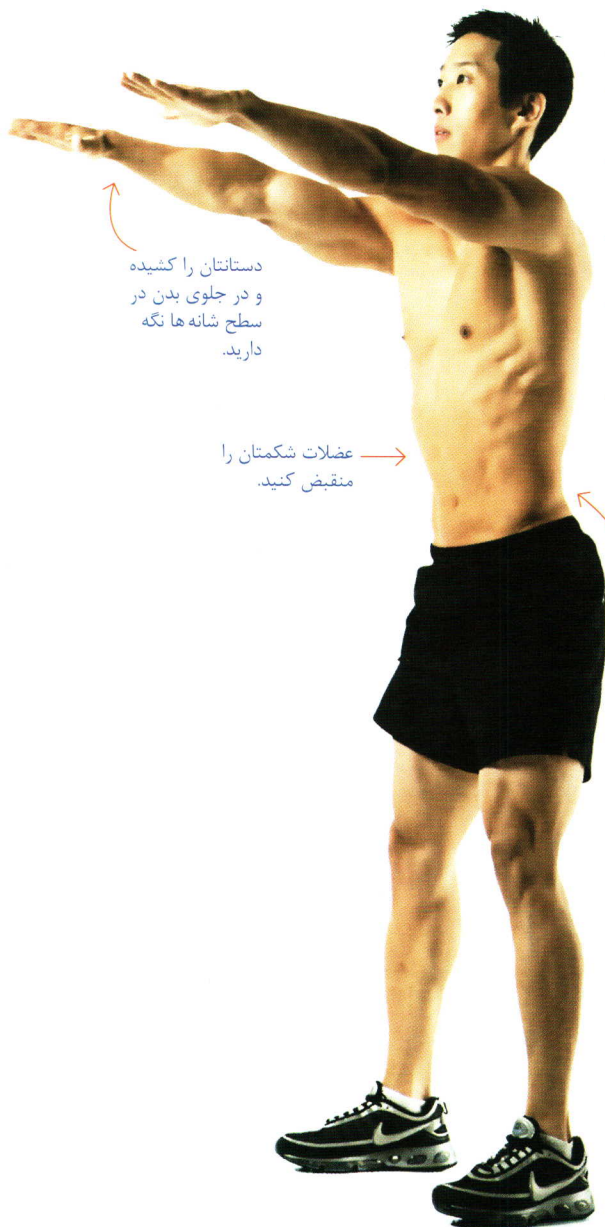 دستانتان را کشیده
و در جلوی بدن در
سطح شانه ها نگه
دارید.
عضلات شکمتان را
منقبض کنید.